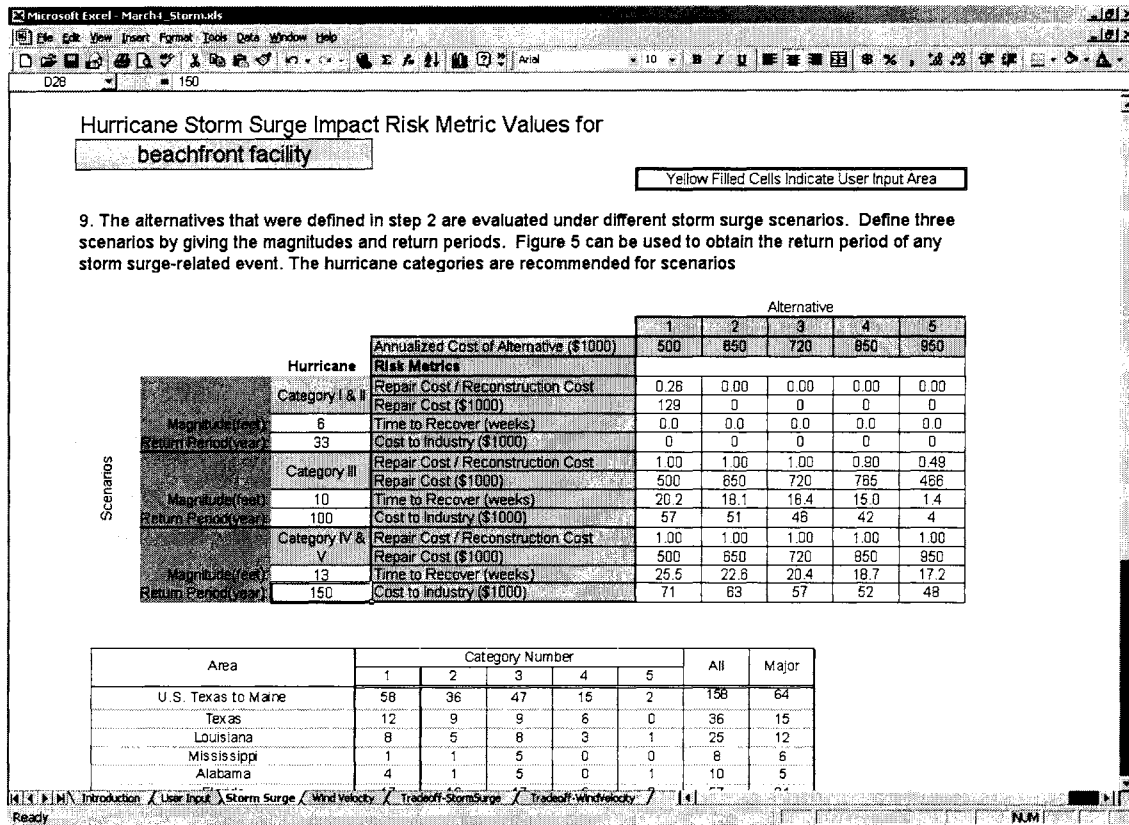 Microsoft Excel - March4_Storm.xls
File Edit View Insert Format Tools Data Window Help
Arial 10 B I U
D28 = 150
Hurricane Storm Surge Impact Risk Metric Values for
beachfront facility
Yellow Filled Cells Indicate User Input Area
9. The alternatives that were defined in step 2 are evaluated under different storm surge scenarios. Define three
scenarios by giving the magnitudes and return periods. Figure 5 can be used to obtain the return period of any
storm surge-related event. The hurricane categories are recommended for scenarios
Alternative
1 2 3 4 5
Annualized Cost of Alternative ($1000) 500 650 720 850 950
Hurricane Risk Metrics
Category I & II Repair Cost / Reconstruction Cost 0.26 0.00 0.00 0.00 0.00
Repair Cost ($1000) 129 0 0 0 0
Magnitude(feet): 6 Time to Recover (weeks) 0.0 0.0 0.0 0.0 0.0
Return Period(year): 33 Cost to Industry ($1000) 0 0 0 0 0
Scenarios
Category III Repair Cost / Reconstruction Cost 1.00 1.00 1.00 0.90 0.49
Repair Cost ($1000) 500 650 720 765 466
Magnitude(feet): 10 Time to Recover (weeks) 20.2 18.1 16.4 15.0 1.4
Return Period(year): 100 Cost to Industry ($1000) 57 51 46 42 4
Category IV & V Repair Cost / Reconstruction Cost 1.00 1.00 1.00 1.00 1.00
Repair Cost ($1000) 500 650 720 850 950
Magnitude(feet): 13 Time to Recover (weeks) 25.5 22.6 20.4 18.7 17.2
Return Period(year): 150 Cost to Industry ($1000) 71 63 57 52 48
Area Category Number All Major
1 2 3 4 5
U.S. Texas to Maine 58 36 47 15 2 158 64
Texas 12 9 9 6 0 36 15
Louisiana 8 5 8 3 1 25 12
Mississippi 1 1 5 0 0 8 6
Alabama 4 1 5 0 1 10 5
Introduction User Input Storm Surge Wind Velocity Tradeoff-StormSurge Tradeoff-WindVelocity
Ready NUM